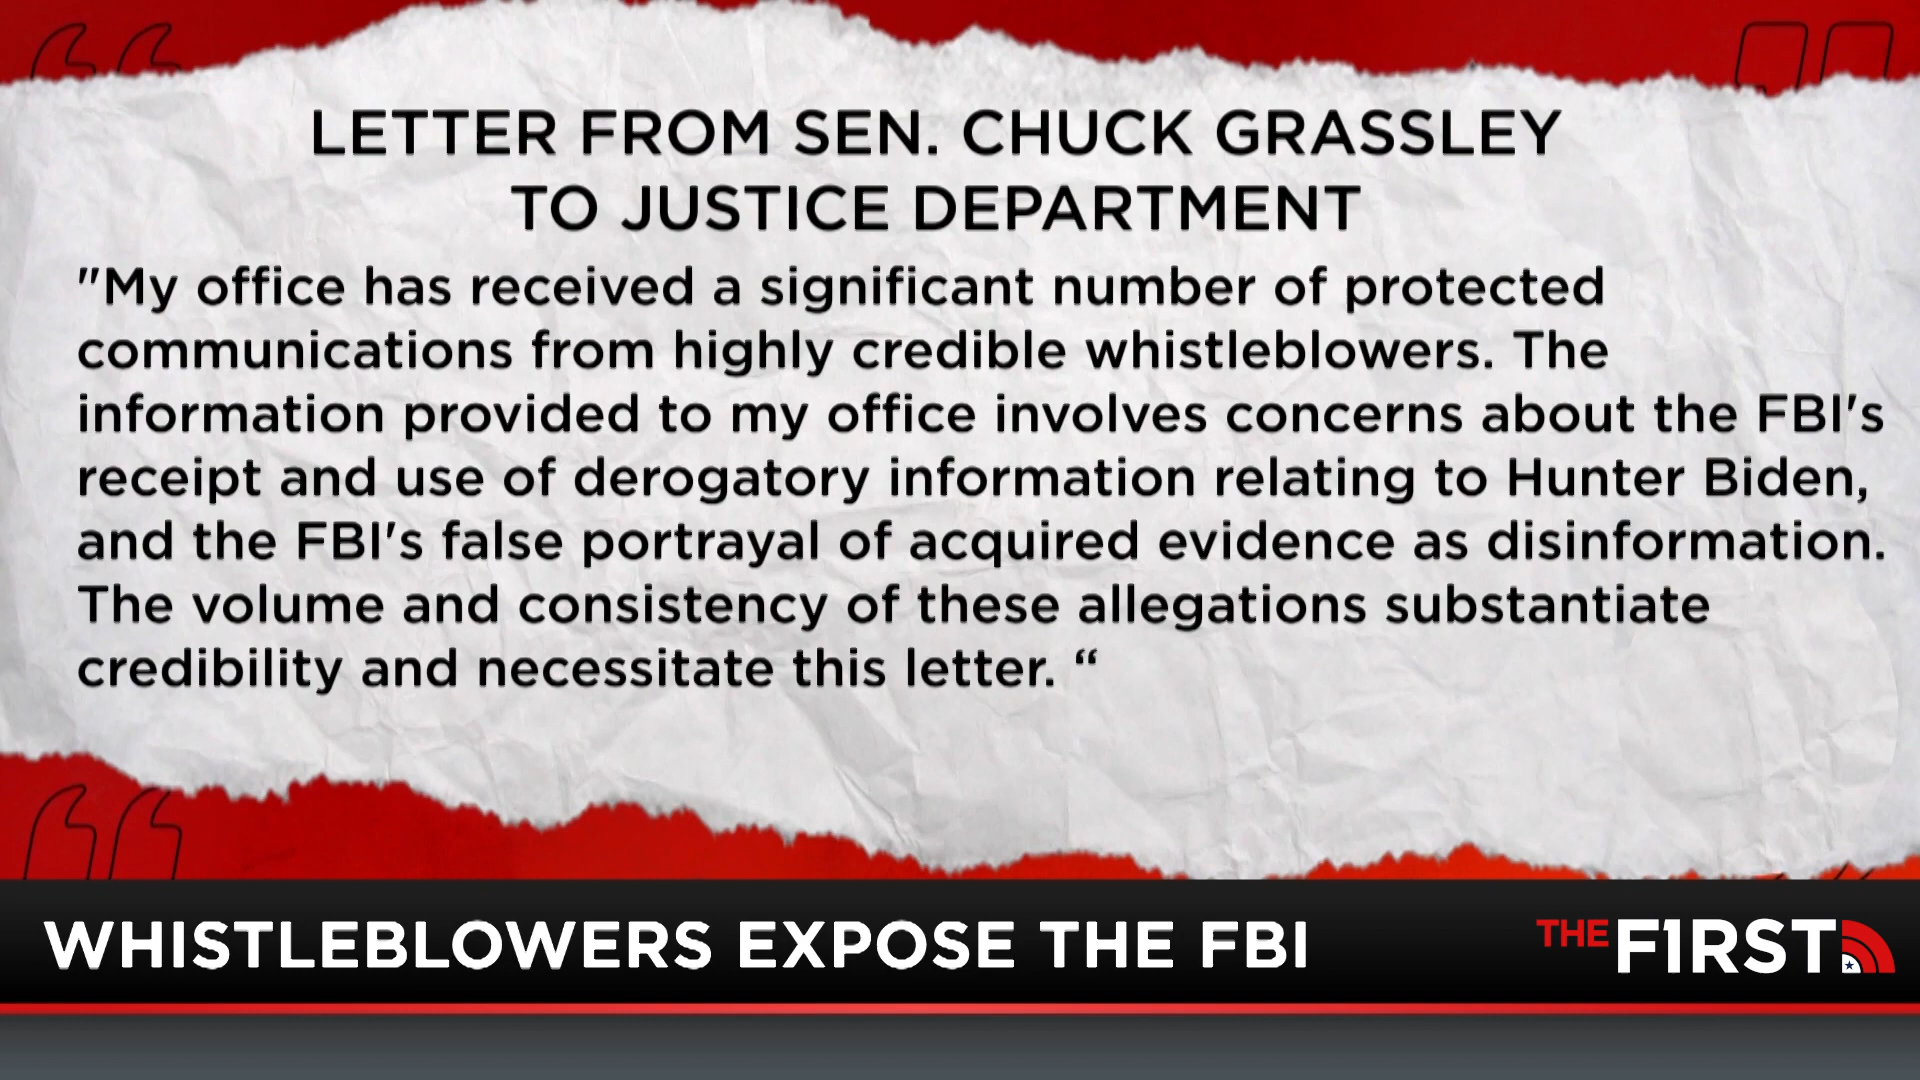 LETTER FROM SEN. CHUCK GRASSLEY
TO JUSTICE DEPARTMENT
"My office has received a significant number of protected
communications from highly credible whistleblowers. The
information provided to my office involves concerns about the FBI's
receipt and use of derogatory information relating to Hunter Biden,
and the FBI's false portrayal of acquired evidence as disinformation.
The volume and consistency of these allegations substantiate
credibility and necessitate this letter. “
WHISTLEBLOWERS EXPOSE THE FBI
THE F1RST